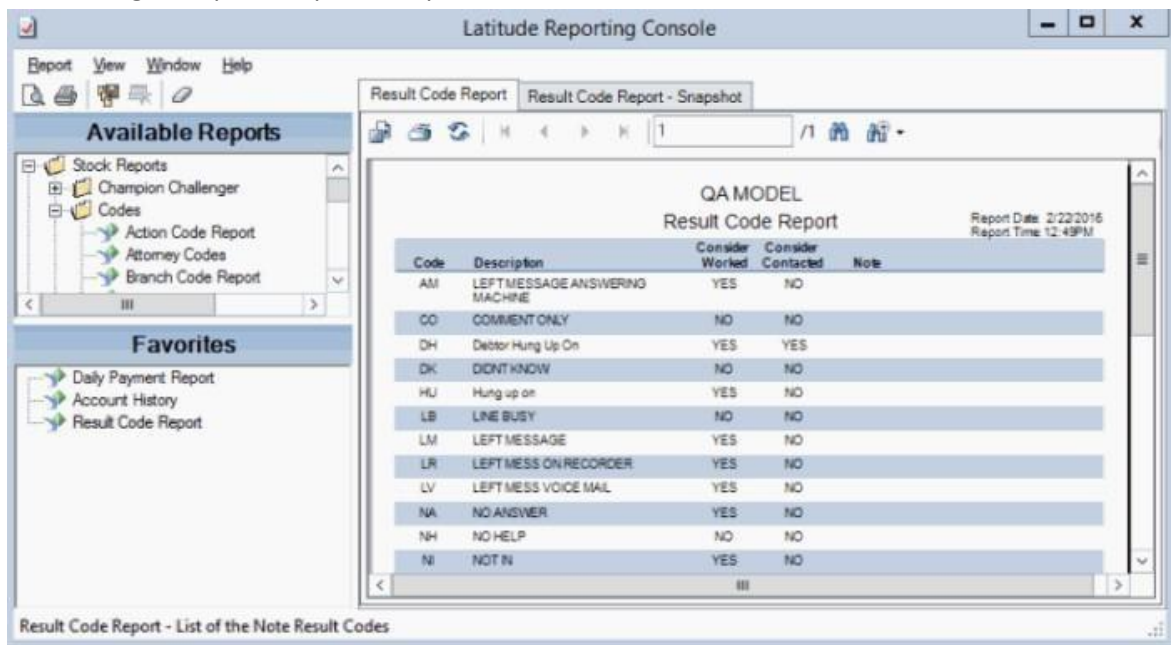 Latitude Reporting Console
Report View Window Help
Result Code Report Result Code Report - Snapshot
Available Reports
1 /1
Stock Reports
Champion Challenger
Codes
Action Code Report
Attorney Codes
Branch Code Report
Favorites
Daily Payment Report
Account History
Result Code Report
QA MODEL
Result Code Report
Report Date: 2/22/2016
Report Time: 12:49PM
Code Description Consider Worked Consider Contacted Note
AM LEFT MESSAGE ANSWERING MACHINE YES NO
CO COMMENT ONLY NO NO
DH Debtor Hung Up On YES YES
DK DIDNT KNOW NO NO
HU Hung up on YES NO
LB LINE BUSY NO NO
LM LEFT MESSAGE YES NO
LR LEFT MESS ON RECORDER YES NO
LV LEFT MESS VOICE MAIL YES NO
NA NO ANSWER YES NO
NH NO HELP NO NO
NI NOT IN YES NO
Result Code Report - List of the Note Result Codes